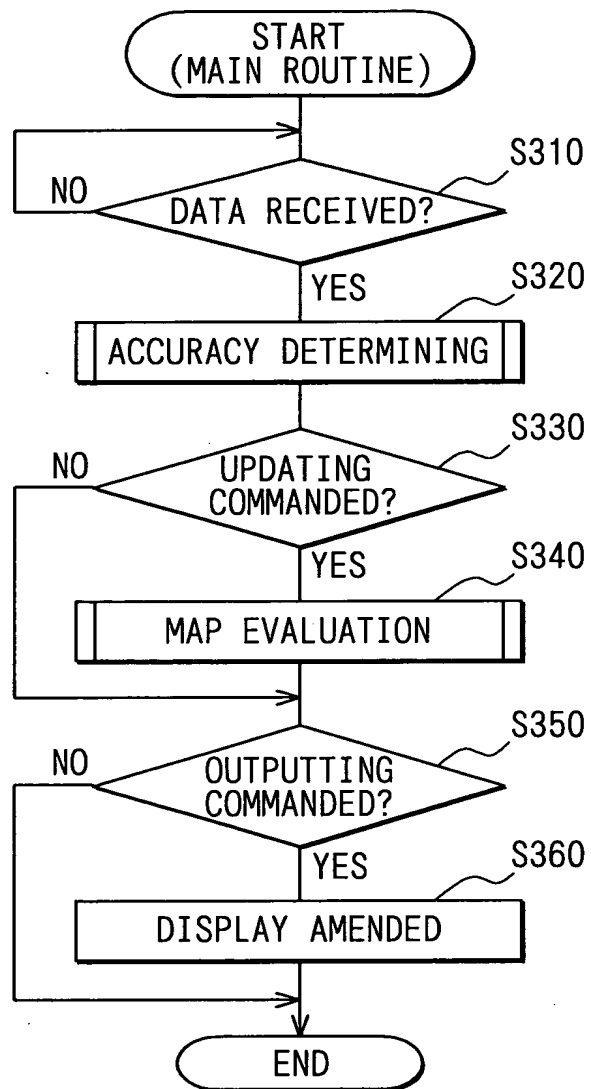 START
(MAIN ROUTINE)
S310
NO
DATA RECEIVED?
YES
S320
ACCURACY DETERMINING
S330
NO
UPDATING
COMMANDED?
YES
S340
MAP EVALUATION
S350
NO
OUTPUTTING
COMMANDED?
YES
S360
DISPLAY AMENDED
END